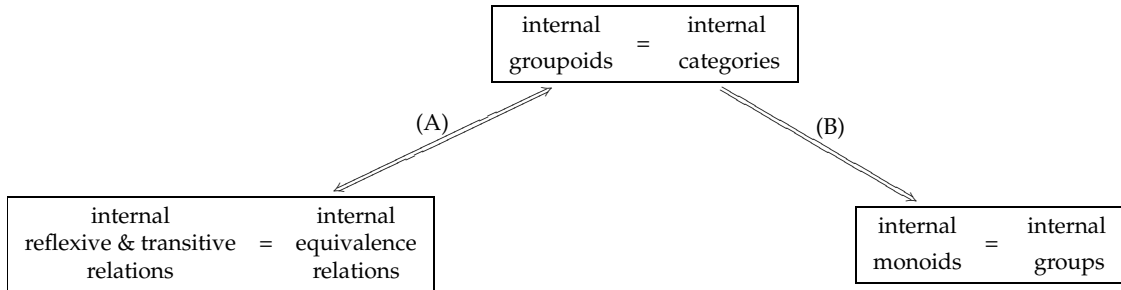 internal internal
groupoids = categories
(A)
(B)
internal internal
reflexive & transitive = equivalence
relations relations
internal internal
monoids = groups